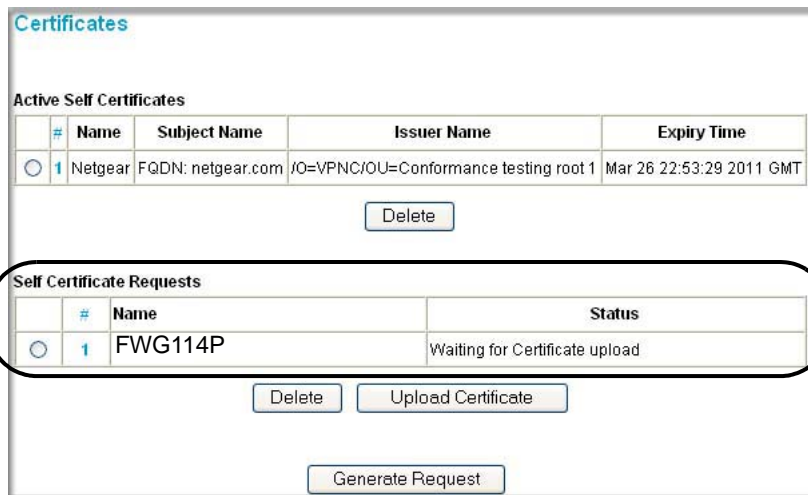 Certificates
Active Self Certificates
# Name Subject Name Issuer Name Expiry Time
1 Netgear FQDN: netgear.com /O=VPNC/OU=Conformance testing root 1 Mar 26 22:53:29 2011 GMT
Delete
Self Certificate Requests
# Name Status
1 FWG114P Waiting for Certificate upload
Delete Upload Certificate
Generate Request